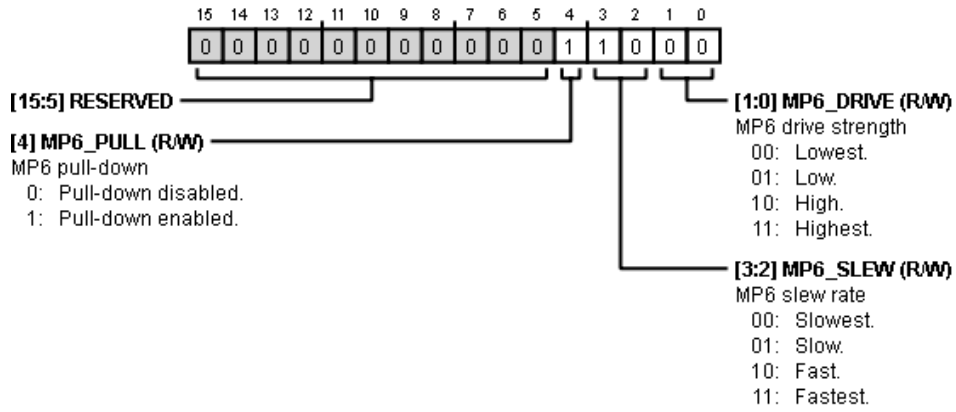 15 14 13 12 11 10 9 8 7 6 5 4 3 2 1 0
0 0 0 0 0 0 0 0 0 0 0 1 1 0 0 0
[15:5] RESERVED
[4] MP6_PULL (R/W)
MP6 pull-down
0: Pull-down disabled.
1: Pull-down enabled.
[1:0] MP6_DRIVE (R/W)
MP6 drive strength
00: Lowest.
01: Low.
10: High.
11: Highest.
[3:2] MP6_SLEW (R/W)
MP6 slew rate
00: Slowest.
01: Slow.
10: Fast.
11: Fastest.